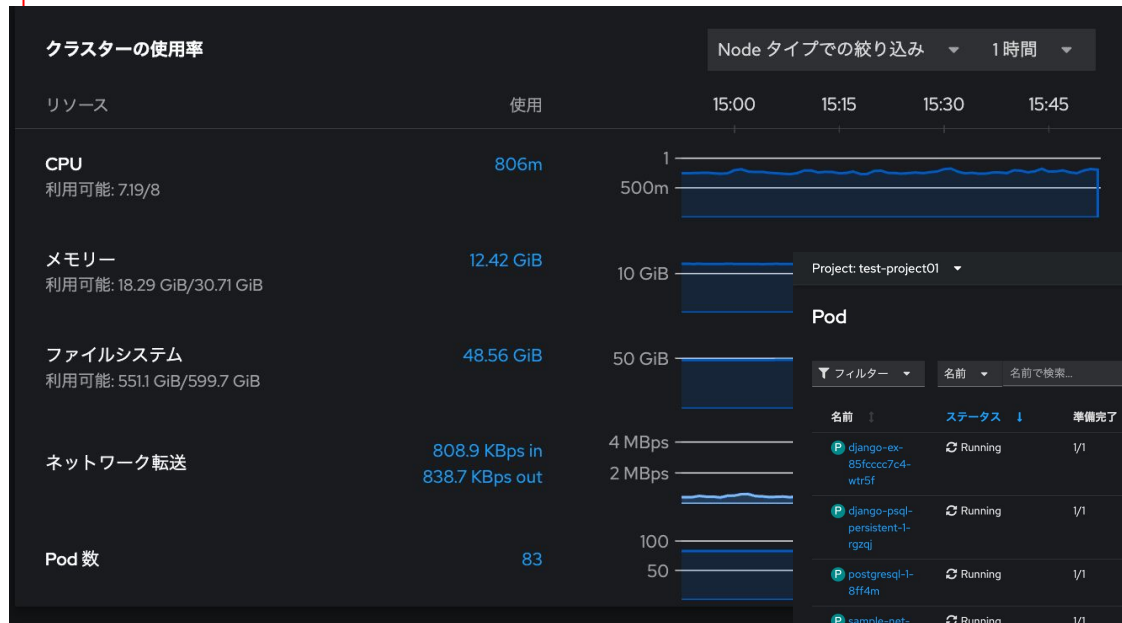 クラスターの使用率
Node タイプでの絞り込み 1時間
リソース 使用 15:00 15:15 15:30 15:45
CPU 806m
利用可能: 7.19/8
1
500m
メモリー 12.42 GiB
利用可能: 18.29 GiB/30.71 GiB
10 GiB
ファイルシステム 48.56 GiB
利用可能: 551.1 GiB/599.7 GiB
50 GiB
ネットワーク転送
808.9 KBps in
838.7 KBps out
4 MBps
2 MBps
Pod 数 83
100
50
Project: test-project01
Pod
フィルター 名前 名前で検索...
名前 ステータス 準備完了
P django-ex- Running 1/1
85fcccc7c4-
wtr5f
P django-psql- Running 1/1
persistent-1-
rgzqj
P postgresql-1- Running 1/1
8ff4m
P sample-net- Running 1/1